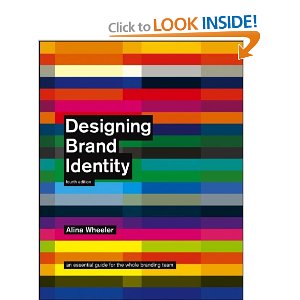 Click to LOOK INSIDE!
Designing
Brand
Identity
fourth edition
Alina Wheeler
an essential guide for the whole branding team